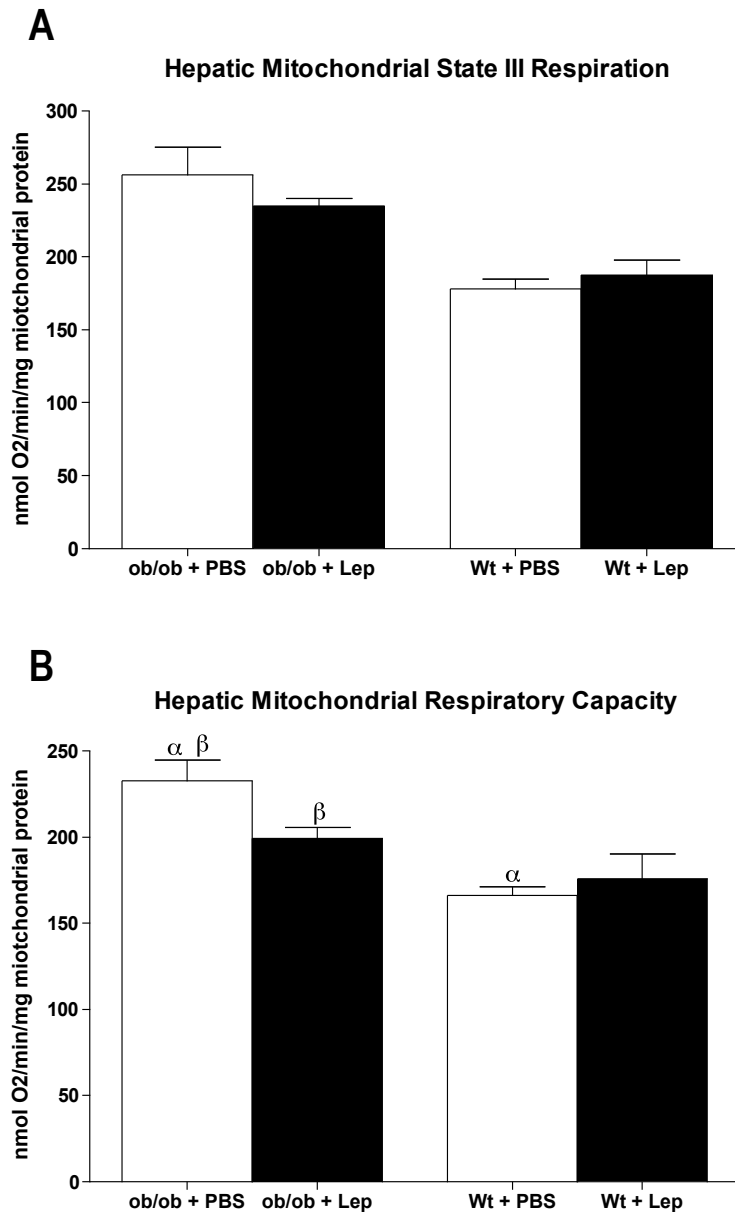 A
Hepatic Mitochondrial State III Respiration
300
250
200
150
100
50
0
nmol O2/min/mg miotchondrial protein
ob/ob + PBS ob/ob + Lep Wt + PBS Wt + Lep
B
Hepatic Mitochondrial Respiratory Capacity
250
200
150
100
50
0
nmol O2/min/mg miotchondrial protein
α β
β
α
ob/ob + PBS ob/ob + Lep Wt + PBS Wt + Lep